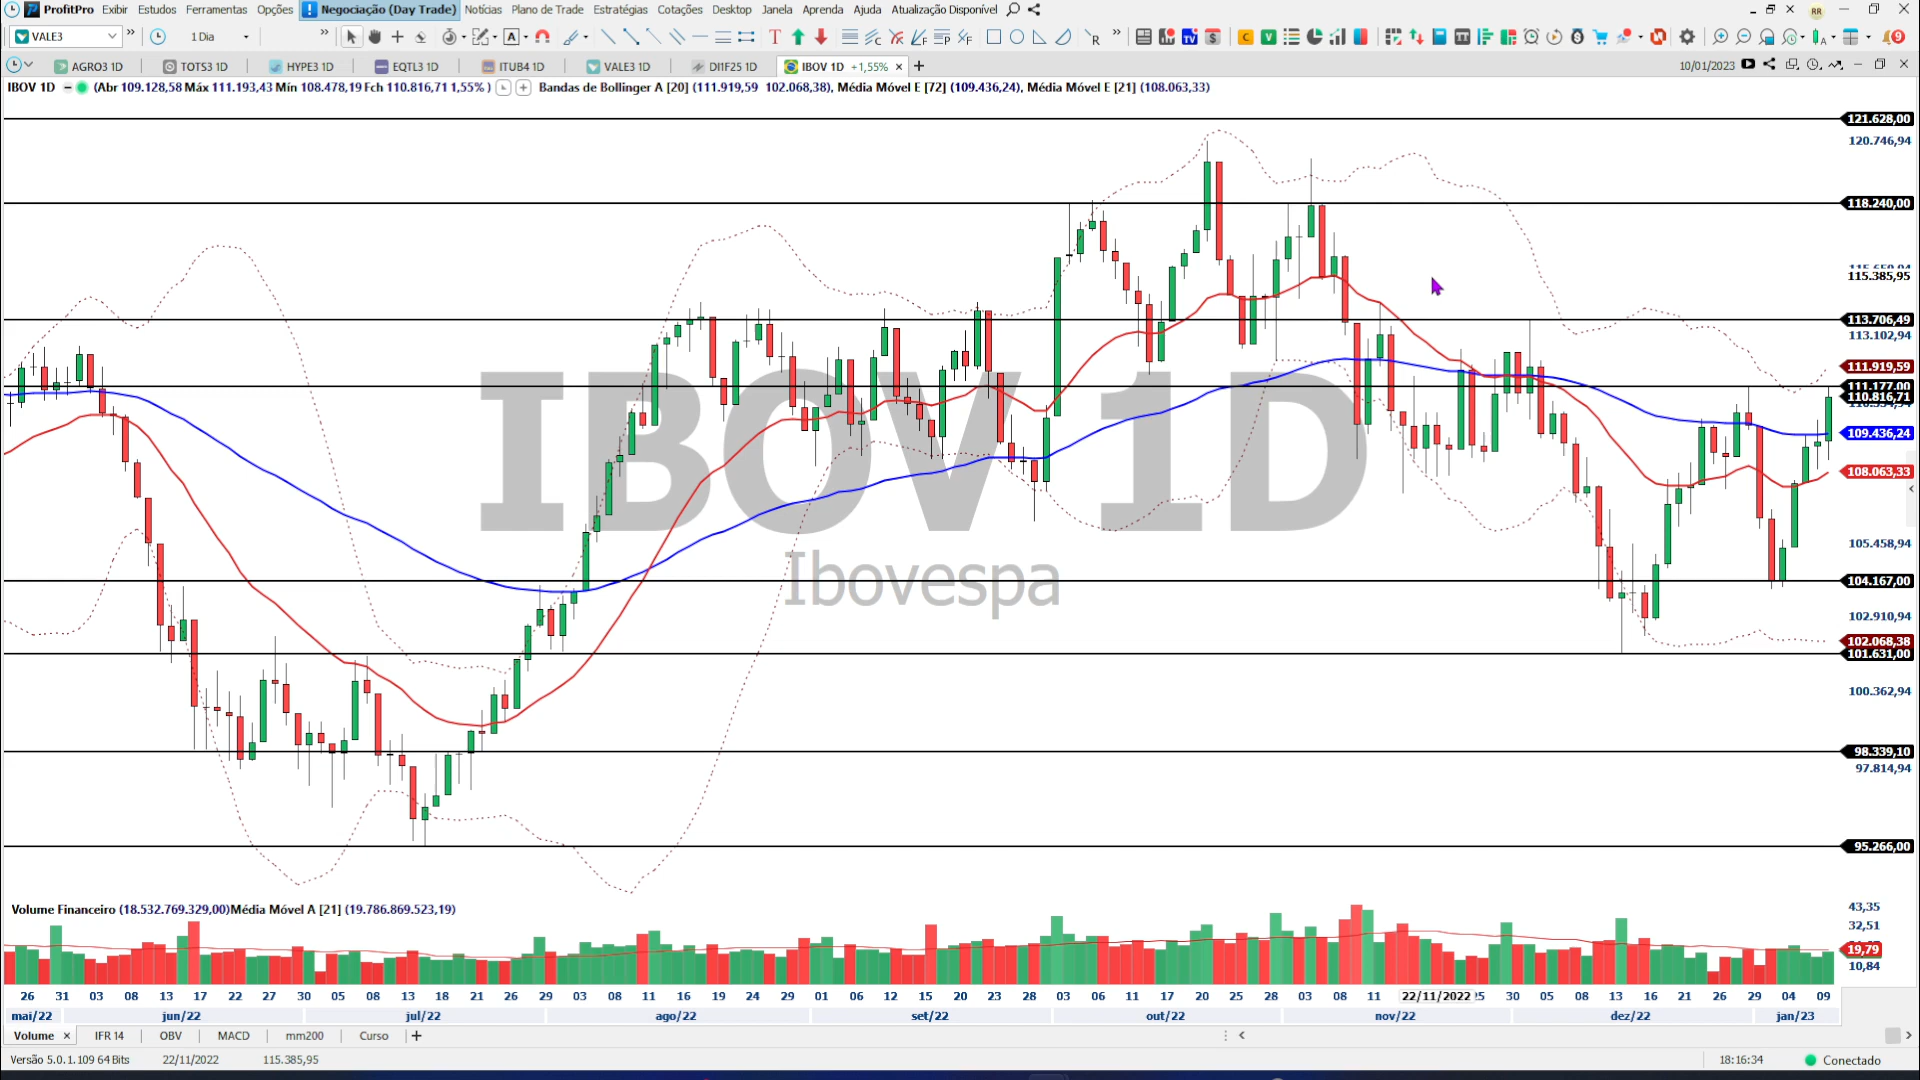 ProfitPro Exibir Estudos Ferramentas Opções ! Negociação (Day Trade) Notícias Plano de Trade Estratégias Cotações Desktop Janela Aprenda Ajuda Atualização Disponível RR
VALE3 1 Dia 9
AGRO3 1D TOTS3 1D HYPE3 1D EQTL3 1D ITUB4 1D VALE3 1D DI1F25 1D IBOV 1D +1,55% 10/01/2023
IBOV 1D (Abr 109.128,58 Máx 111.193,43 Mín 108.478,19 Fch 110.816,71 1,55% ) Bandas de Bollinger A [20] (111.919,59 102.068,38), Média Móvel E [72] (109.436,24), Média Móvel E [21] (108.063,33)
121.628,00
120.746,94
118.240,00
115.385,95
113.706,49
113.102,94
111.919,59
111.177,00
110.816,71
109.436,24
108.063,33
IBOV 1D
Ibovespa
105.458,94
104.167,00
102.910,94
102.068,38
101.631,00
100.362,94
98.339,10
97.814,94
95.266,00
Volume Financeiro (18.532.769.329,00) Média Móvel A [21] (19.786.869.523,19)
43,35
32,51
19,79
10,84
26 31 03 08 13 17 22 27 30 05 08 13 18 21 26 29 03 08 11 16 19 24 29 01 06 12 15 20 23 28 03 06 11 17 20 25 28 03 08 11 22/11/2022 30 05 08 13 16 21 26 29 04 09
mai/22 jun/22 jul/22 ago/22 set/22 out/22 nov/22 dez/22 jan/23
Volume IFR 14 OBV MACD mm200 Curso
Versão 5.0.1.109 64 Bits 22/11/2022 115.385,95 18:16:34 Conectado